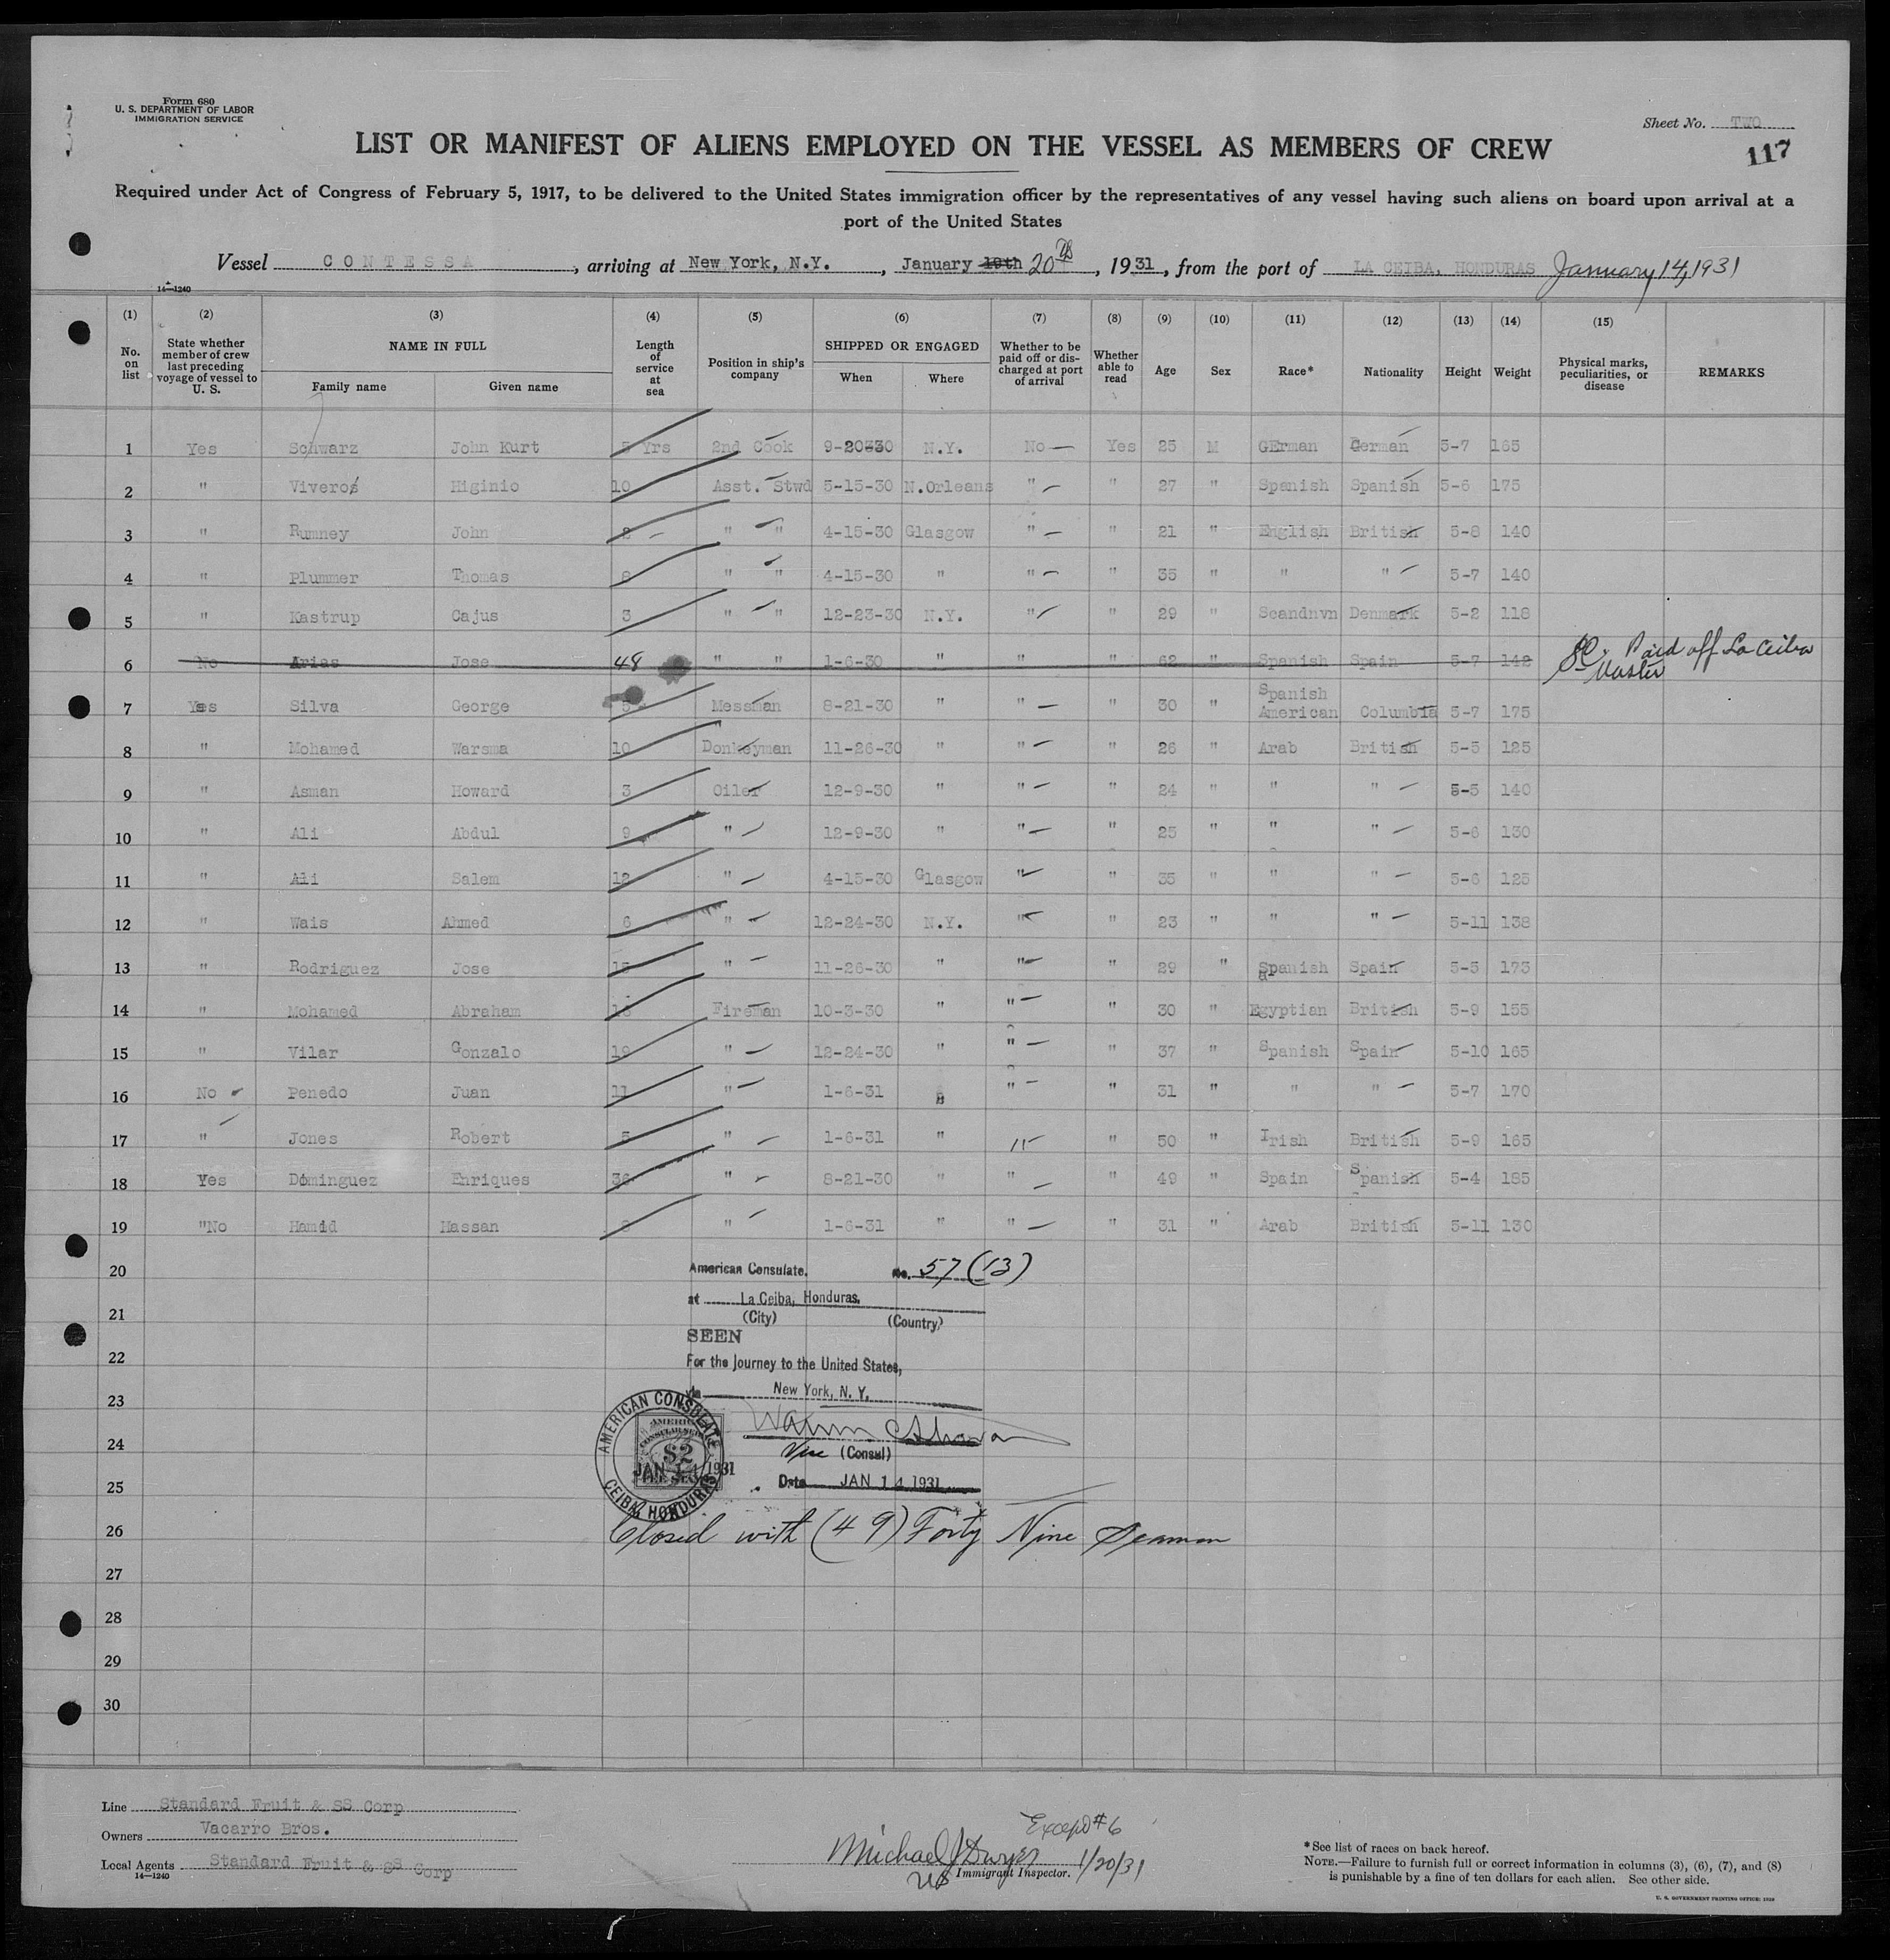 Form 680
U. S. DEPARTMENT OF LABOR
IMMIGRATION SERVICE
Sheet No. TWO
117
LIST OR MANIFEST OF ALIENS EMPLOYED ON THE VESSEL AS MEMBERS OF CREW
Required under Act of Congress of February 5, 1917, to be delivered to the United States immigration officer by the representatives of any vessel having such aliens on board upon arrival at a
port of the United States
Vessel CONTESSA, arriving at New York, N.Y., January 19th 20th, 1931, from the port of LA CEIBA, HONDURAS January 14, 1931
14—1240
(1) (2) (3) (4) (5) (6) (7) (8) (9) (10) (11) (12) (13) (14) (15)
No. on list State whether member of crew last preceding voyage of vessel to U. S. NAME IN FULL Family name Given name Length of service at sea Position in ship's company SHIPPED OR ENGAGED When Where Whether to be paid off or discharged at port of arrival Whether able to read Age Sex Race* Nationality Height Weight Physical marks, peculiarities, or disease REMARKS
1 Yes Schwarz John Kurt 5 Yrs 2nd Cook 9-20-30 N.Y. No Yes 25 M GErman German 5-7 165
2 " Viveros Higinio 10 Asst. Stwd 5-15-30 N.Orleans " " 27 " Spanish Spanish 5-6 175
3 " Rumney John " " 4-15-30 Glasgow " " 21 " English British 5-8 140
4 " Plummer Thomas " " 4-15-30 " " " 35 " " " 5-7 140
5 " Kastrup Cajus 3 " " 12-23-30 N.Y. " " 29 " Scandnvn Denmark 5-2 118
6 No Arias Jose 48 " " 1-6-30 " " " 62 " Spanish Spain 5-7 142 Paid off La Ceiba
Master
7 Yes Silva George 5 Messman 8-21-30 " " " 30 " Spanish American Columbia 5-7 175
8 " Mohamed Warsma 10 Donkeyman 11-26-30 " " " 26 " Arab British 5-5 125
9 " Asman Howard 3 Oiler 12-9-30 " " " 24 " " " 5-5 140
10 " Ali Abdul 9 " 12-9-30 " " " 25 " " " 5-6 130
11 " Ali Salem 12 " 4-15-30 Glasgow " " 35 " " " 5-6 125
12 " Wais Ahmed 6 " 12-24-30 N.Y. " " 23 " " " 5-11 138
13 " Rodriguez Jose 15 " 11-26-30 " " " 29 " Spanish Spain 5-5 173
14 " Mohamed Abraham Fireman 10-3-30 " " " 30 " Egyptian British 5-9 155
15 " Vilar Gonzalo 19 " 12-24-30 " " " 37 " Spanish Spain 5-10 165
16 No Penedo Juan 11 " 1-6-31 " " " 31 " " " 5-7 170
17 " Jones Robert 5 " 1-6-31 " " " 50 " Irish British 5-9 165
18 Yes Dominguez Enriques 36 " 8-21-30 " " " 49 " Spain Spanish 5-4 185
19 "No Hamid Hassan " 1-6-31 " " " 31 " Arab British 5-11 130
20
American Consulate, No. 57 (13)
at La Ceiba, Honduras,
21
(City) (Country)
SEEN
22
For the Journey to the United States,
via New York, N. Y.
23
24
Vice (Consul)
AMERICAN CONSULATE
AMERICAN CONSULAR SERVICE
$2
FEE STAMP
JAN 14 1931
CEIBA, HONDURAS
Date JAN 14 1931
25
26
Closed with (49) Forty Nine Seamen
27
28
29
30
Line Standard Fruit & SS Corp
Owners Vacarro Bros.
Local Agents Standard Fruit & SS Corp
14—1240
Except #6
Michael J Dwyer 1/20/31
US Immigrant Inspector.
*See list of races on back hereof.
NOTE.—Failure to furnish full or correct information in columns (3), (6), (7), and (8)
is punishable by a fine of ten dollars for each alien. See other side.
U. S. GOVERNMENT PRINTING OFFICE: 1929